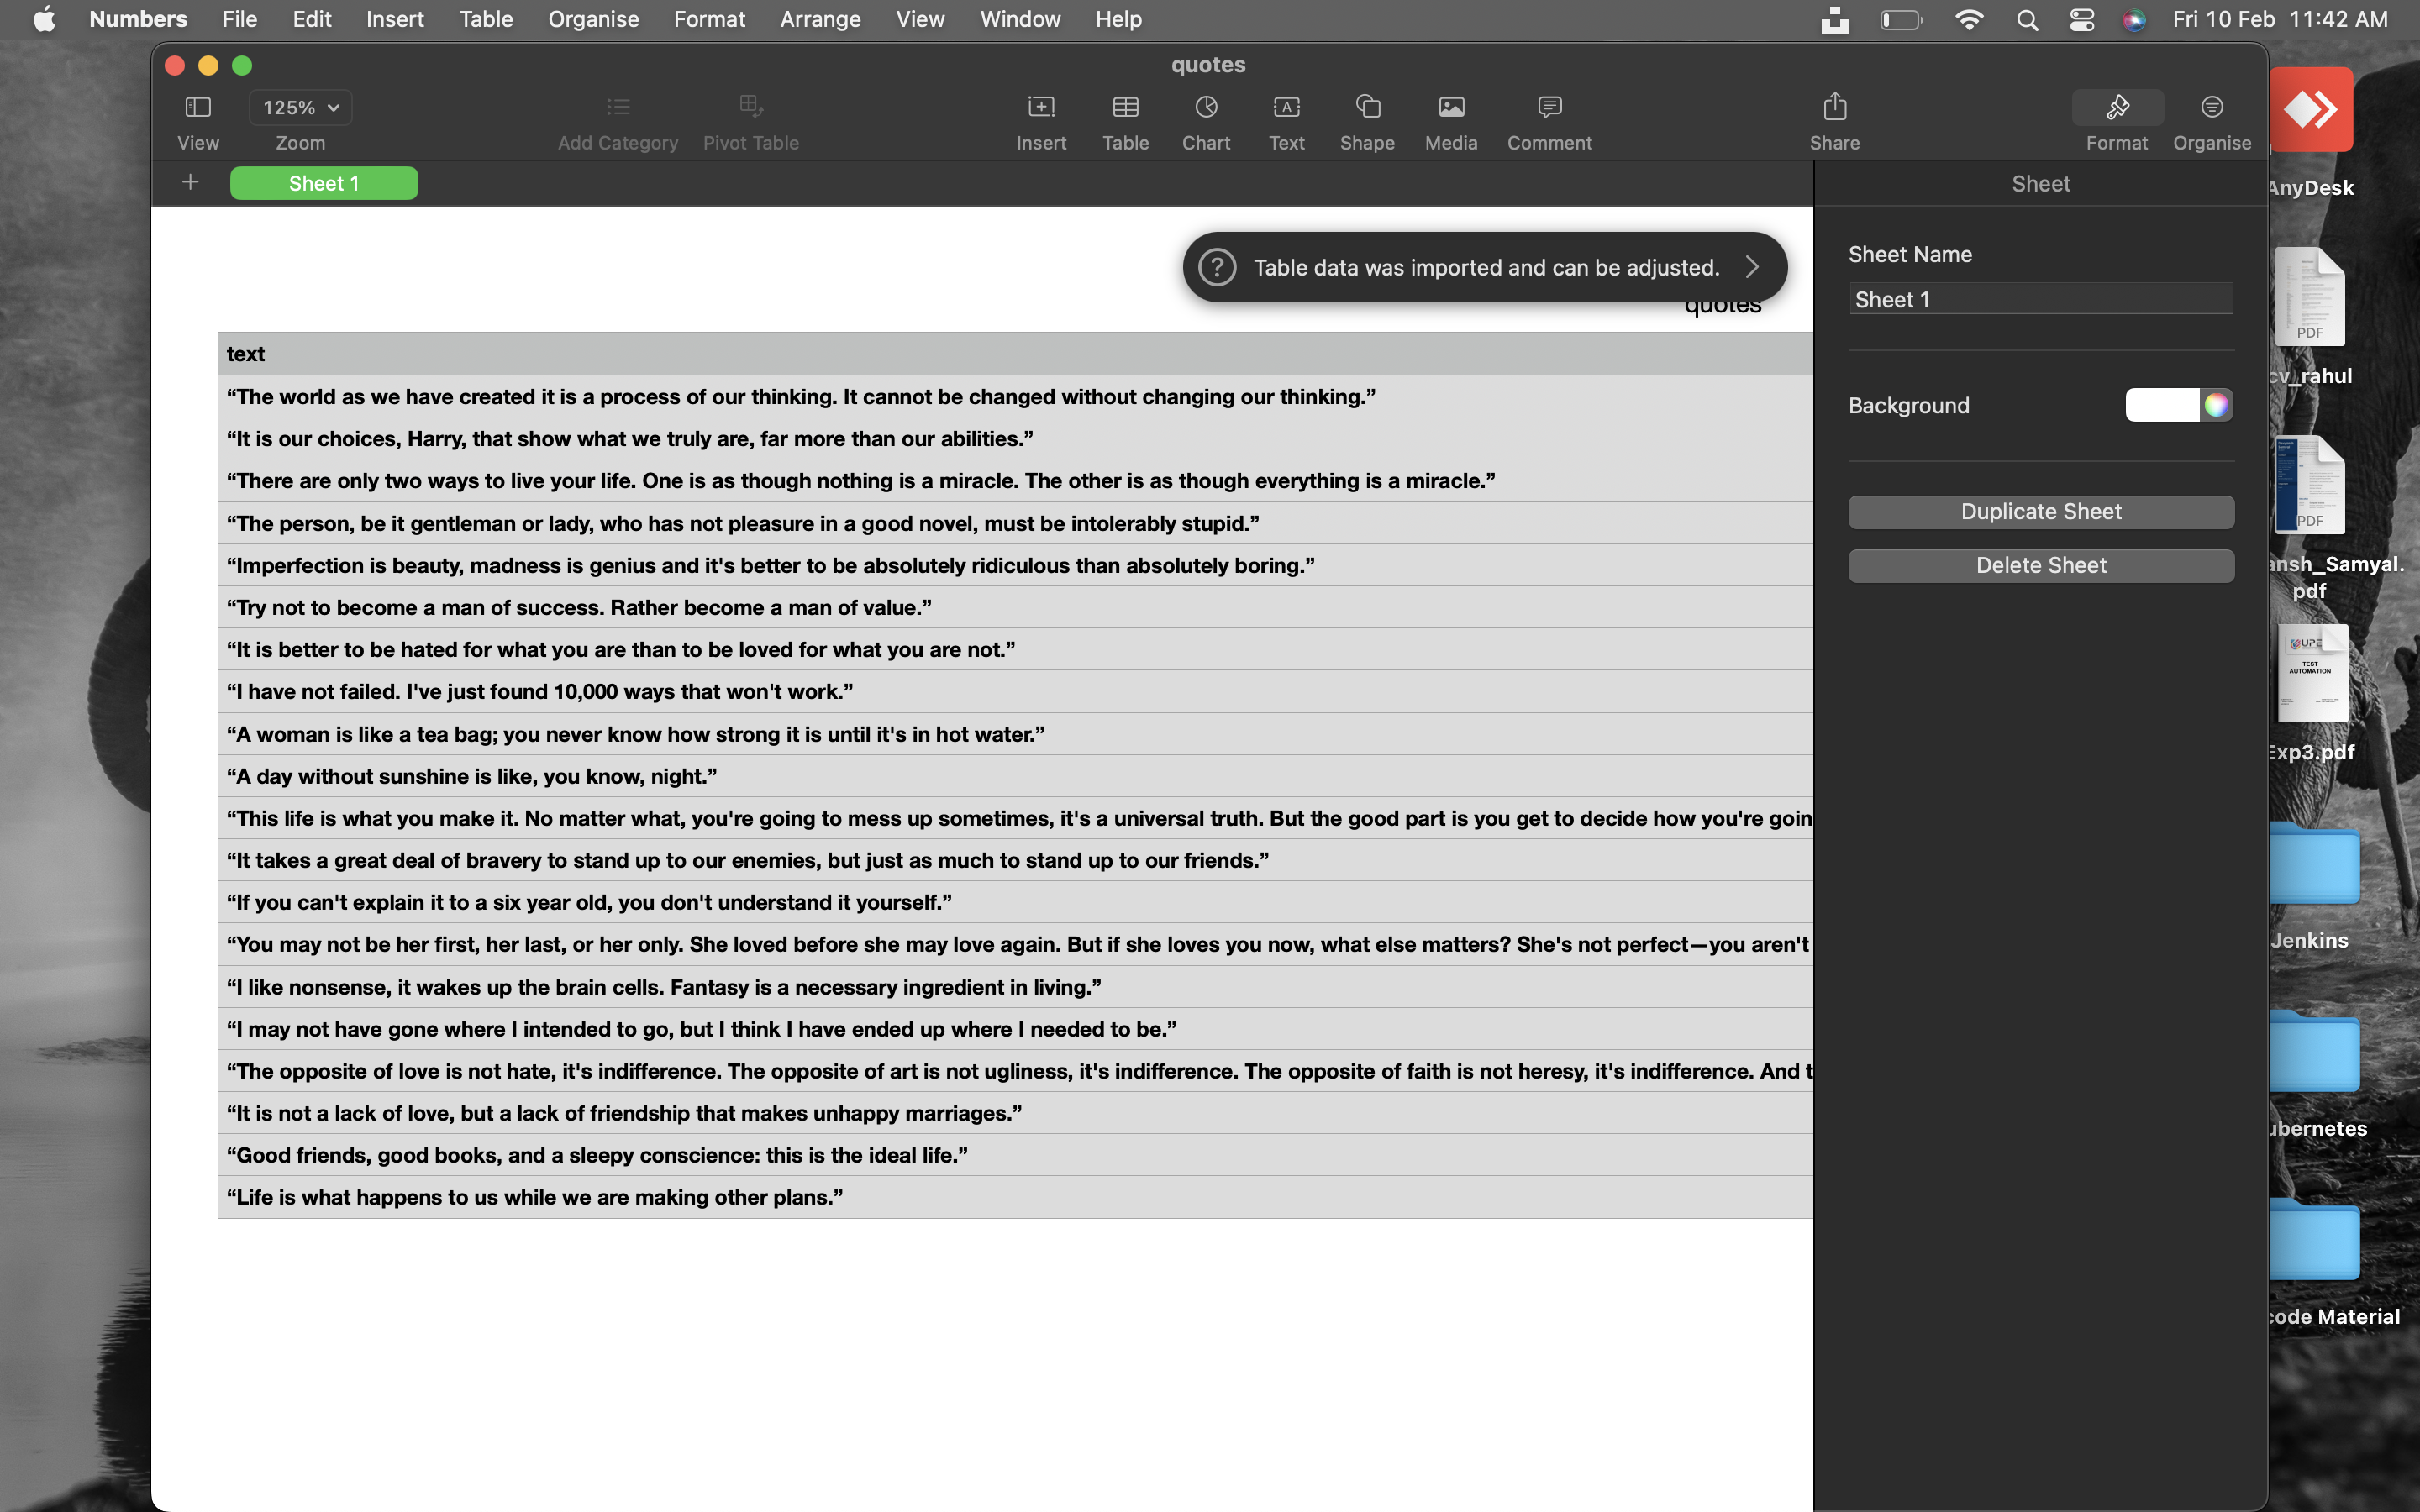 Numbers File Edit Insert Table Organise Format Arrange View Window Help Fri 10 Feb 11:42 AM
quotes
125%
View Zoom Add Category Pivot Table Insert Table Chart Text Shape Media Comment Share Format Organise
Sheet 1
Sheet
Table data was imported and can be adjusted.
quotes
text
“The world as we have created it is a process of our thinking. It cannot be changed without changing our thinking.”
“It is our choices, Harry, that show what we truly are, far more than our abilities.”
“There are only two ways to live your life. One is as though nothing is a miracle. The other is as though everything is a miracle.”
“The person, be it gentleman or lady, who has not pleasure in a good novel, must be intolerably stupid.”
“Imperfection is beauty, madness is genius and it's better to be absolutely ridiculous than absolutely boring.”
“Try not to become a man of success. Rather become a man of value.”
“It is better to be hated for what you are than to be loved for what you are not.”
“I have not failed. I've just found 10,000 ways that won't work.”
“A woman is like a tea bag; you never know how strong it is until it's in hot water.”
“A day without sunshine is like, you know, night.”
“This life is what you make it. No matter what, you're going to mess up sometimes, it's a universal truth. But the good part is you get to decide how you're goin
“It takes a great deal of bravery to stand up to our enemies, but just as much to stand up to our friends.”
“If you can't explain it to a six year old, you don't understand it yourself.”
“You may not be her first, her last, or her only. She loved before she may love again. But if she loves you now, what else matters? She's not perfect—you aren't
“I like nonsense, it wakes up the brain cells. Fantasy is a necessary ingredient in living.”
“I may not have gone where I intended to go, but I think I have ended up where I needed to be.”
“The opposite of love is not hate, it's indifference. The opposite of art is not ugliness, it's indifference. The opposite of faith is not heresy, it's indifference. And t
“It is not a lack of love, but a lack of friendship that makes unhappy marriages.”
“Good friends, good books, and a sleepy conscience: this is the ideal life.”
“Life is what happens to us while we are making other plans.”
Sheet Name
Sheet 1
Background
Duplicate Sheet
Delete Sheet
AnyDesk
PDF
cv_rahul
PDF
ansh_Samyal.
pdf
UPE
TEST
AUTOMATION
Exp3.pdf
Jenkins
ubernetes
code Material